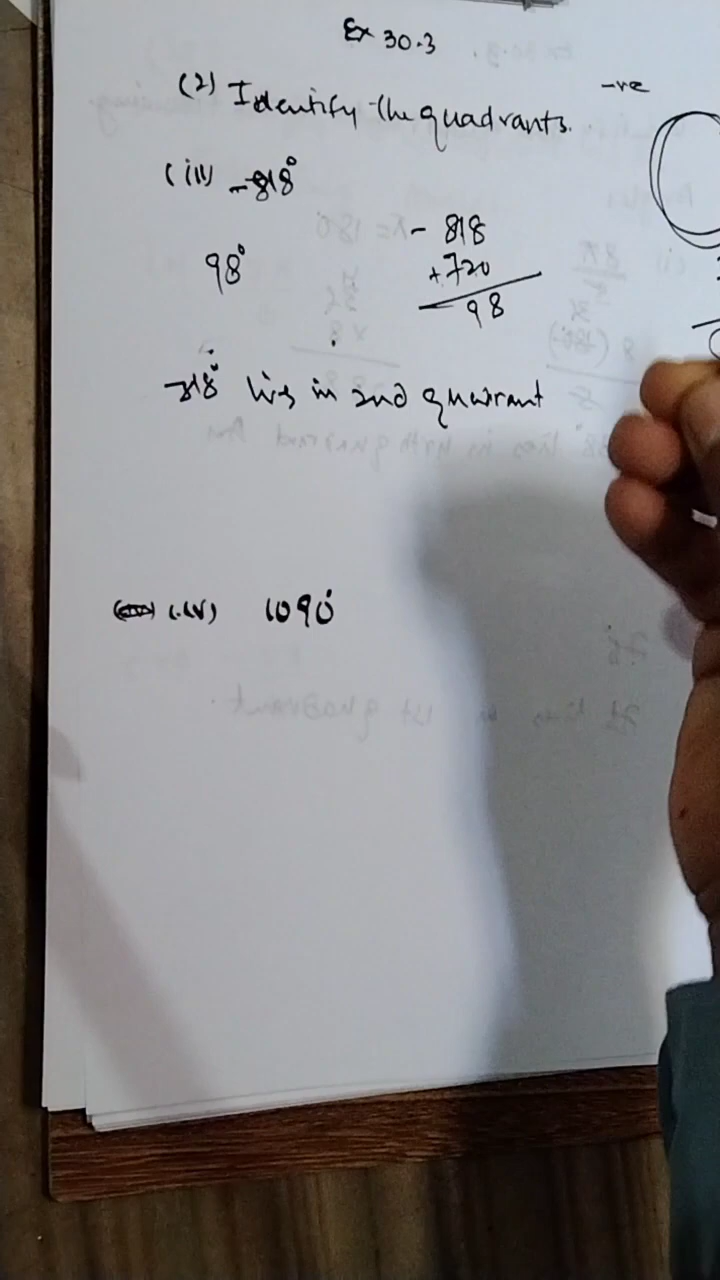 Ex 30.3
-ve
(2) Identify the quadrants.
(iii) -818°
- 818
+720
- 98
98°
-818° lies in 2nd quadrant
(iv) 1090°